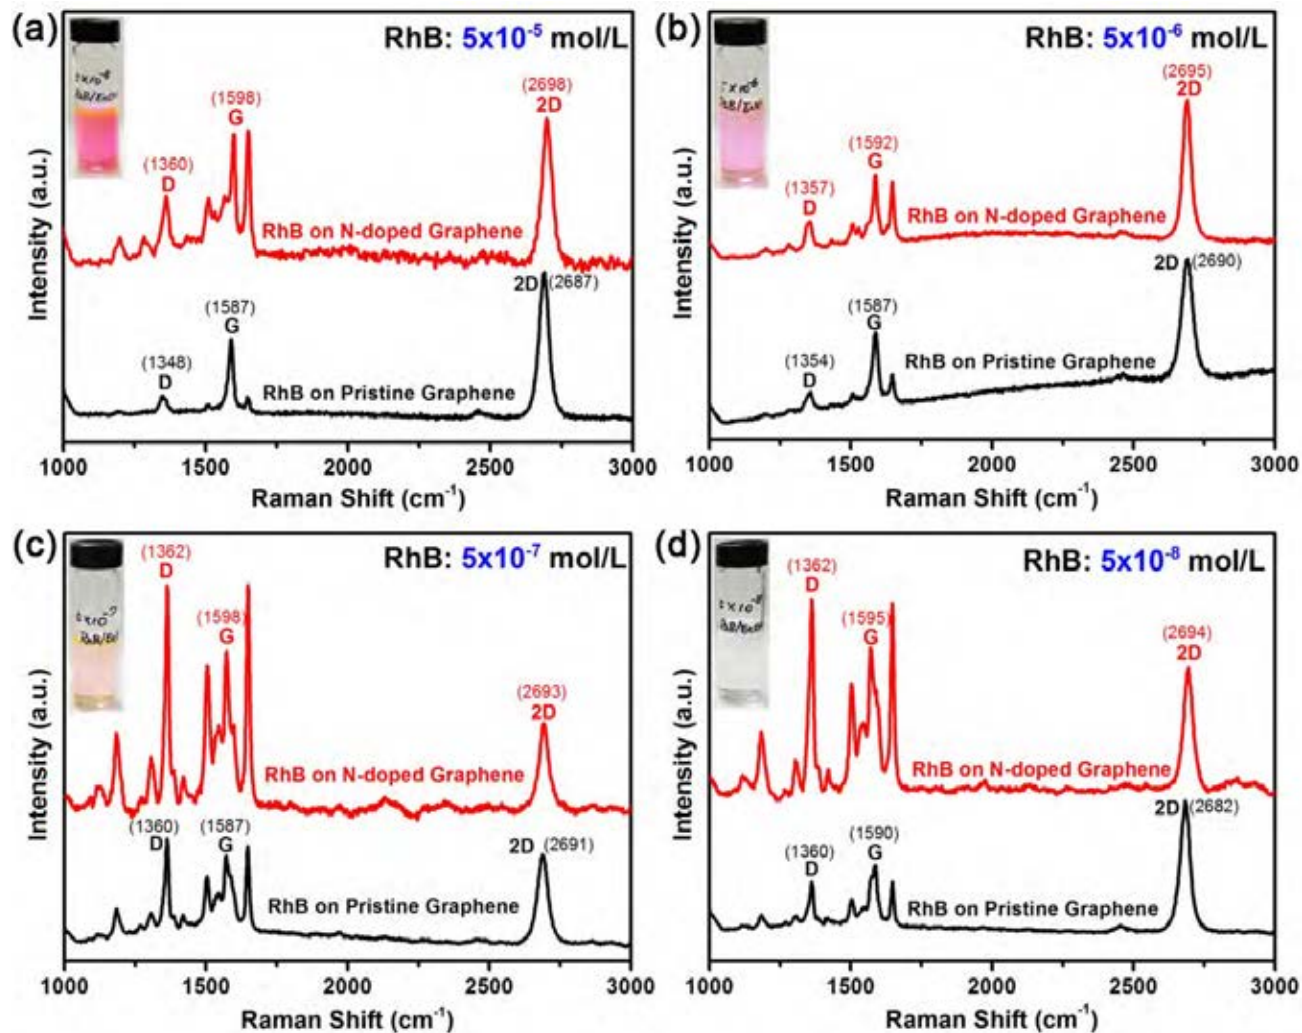 (a)
RhB: 5x10⁻⁵ mol/L
(2698)
2D
(1598)
G
(1360)
D
RhB on N-doped Graphene
2D (2687)
(1587)
G
(1348)
D
RhB on Pristine Graphene
Intensity (a.u.)
1000 1500 2000 2500 3000
Raman Shift (cm⁻¹)
(b)
RhB: 5x10⁻⁶ mol/L
(2695)
2D
(1592)
G
(1357)
D
RhB on N-doped Graphene
2D (2690)
(1587)
G
(1354)
D
RhB on Pristine Graphene
Intensity (a.u.)
1000 1500 2000 2500 3000
Raman Shift (cm⁻¹)
(c)
RhB: 5x10⁻⁷ mol/L
(1362)
D
(1598)
G
(2693)
2D
RhB on N-doped Graphene
(1360)
D
(1587)
G
2D (2691)
RhB on Pristine Graphene
Intensity (a.u.)
1000 1500 2000 2500 3000
Raman Shift (cm⁻¹)
(d)
RhB: 5x10⁻⁸ mol/L
(1362)
D
(1595)
G
(2694)
2D
RhB on N-doped Graphene
2D (2682)
(1590)
G
(1360)
D
RhB on Pristine Graphene
Intensity (a.u.)
1000 1500 2000 2500 3000
Raman Shift (cm⁻¹)